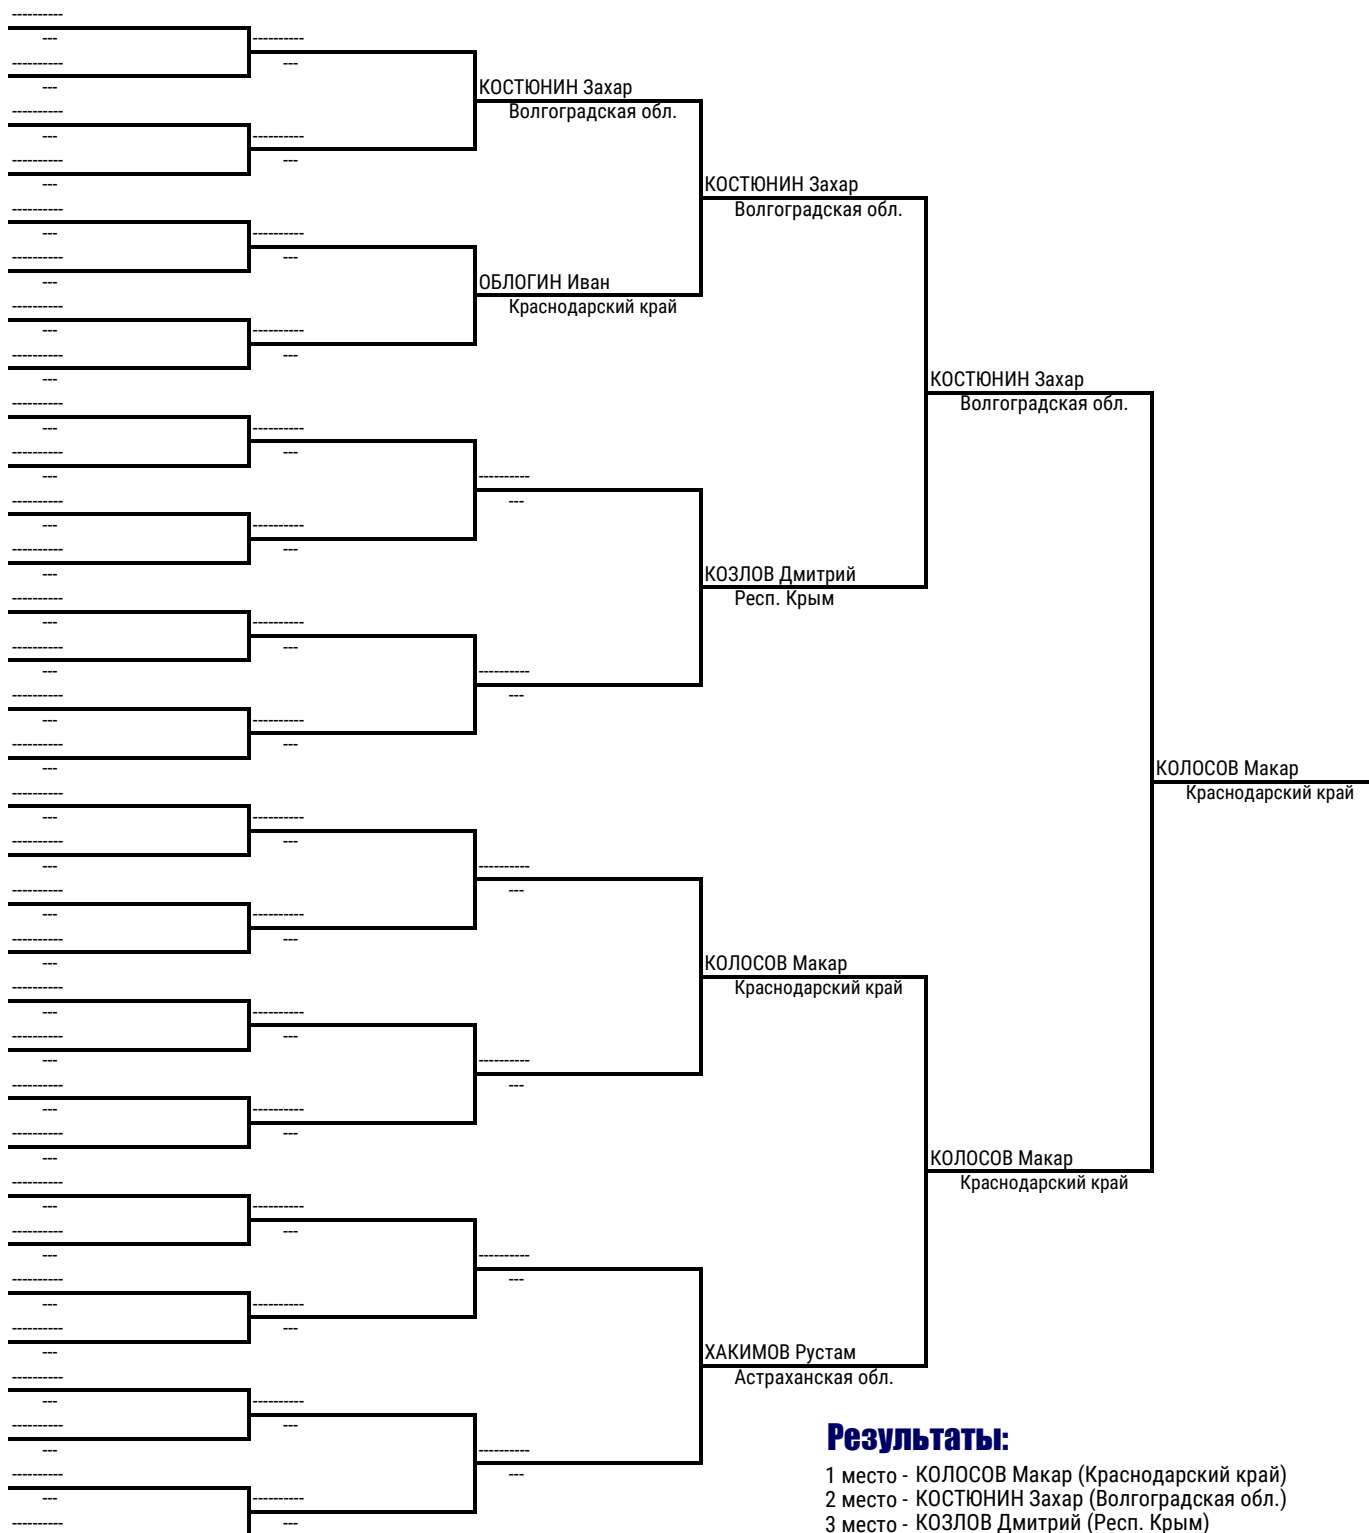 КОСТЮНИН Захар
Волгоградская обл.
КОСТЮНИН Захар
Волгоградская обл.
ОБЛОГИН Иван
Краснодарский край
КОСТЮНИН Захар
Волгоградская обл.
КОЗЛОВ Дмитрий
Респ. Крым
КОЛОСОВ Макар
Краснодарский край
КОЛОСОВ Макар
Краснодарский край
КОЛОСОВ Макар
Краснодарский край
ХАКИМОВ Рустам
Астраханская обл.
Результаты:
1 место - КОЛОСОВ Макар (Краснодарский край)
2 место - КОСТЮНИН Захар (Волгоградская обл.)
3 место - КОЗЛОВ Дмитрий (Респ. Крым)